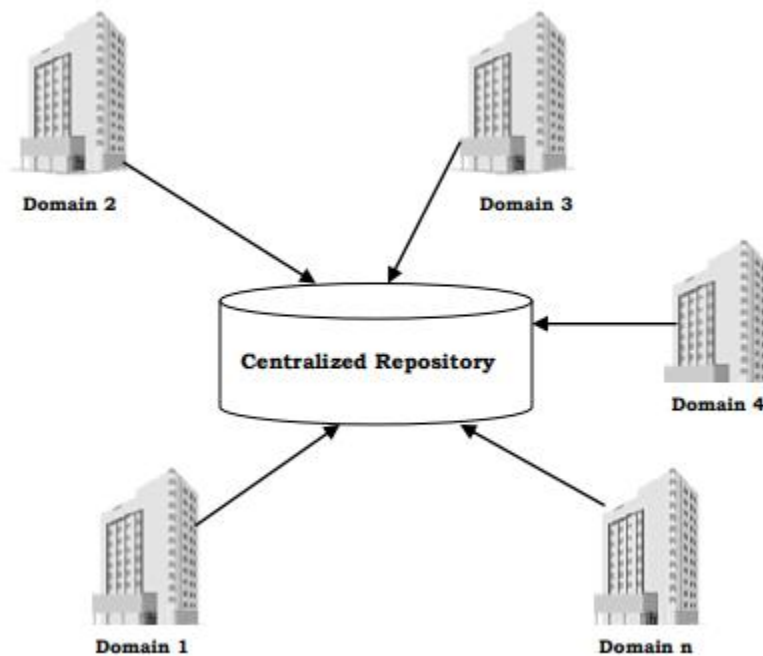 Domain 2
Domain 3
Centralized Repository
Domain 4
Domain 1
Domain n